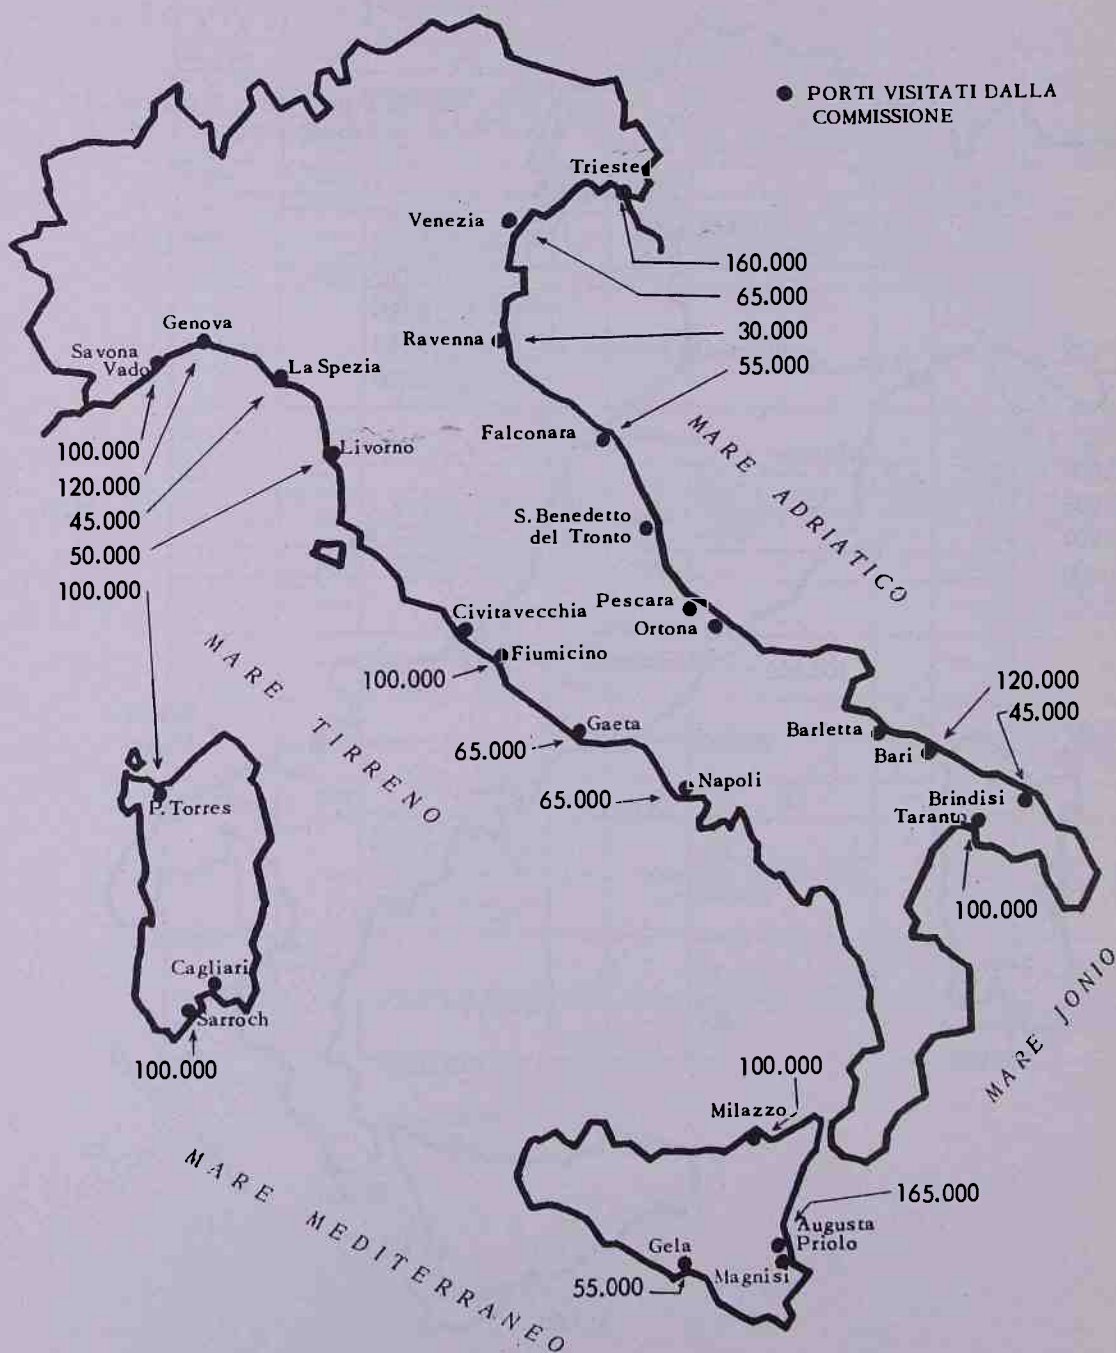 PORTI VISITATI DALLA
COMMISSIONE
Trieste
Venezia
160.000
65.000
Ravenna
30.000
55.000
Genova
Savona
Vado
La Spezia
Livorno
100.000
120.000
45.000
50.000
100.000
Falconara
MARE ADRIATICO
S. Benedetto
del Tronto
Pescara
Ortona
Civitavecchia
Fiumicino
100.000
MARE TIRRENO
Gaeta
65.000
Napoli
65.000
120.000
45.000
Barletta
Bari
Brindisi
Taranto
100.000
P. Torres
Cagliari
Sarroch
100.000
MARE JONIO
100.000
Milazzo
165.000
Augusta
Priolo
Magnisi
Gela
55.000
MARE MEDITERRANEO